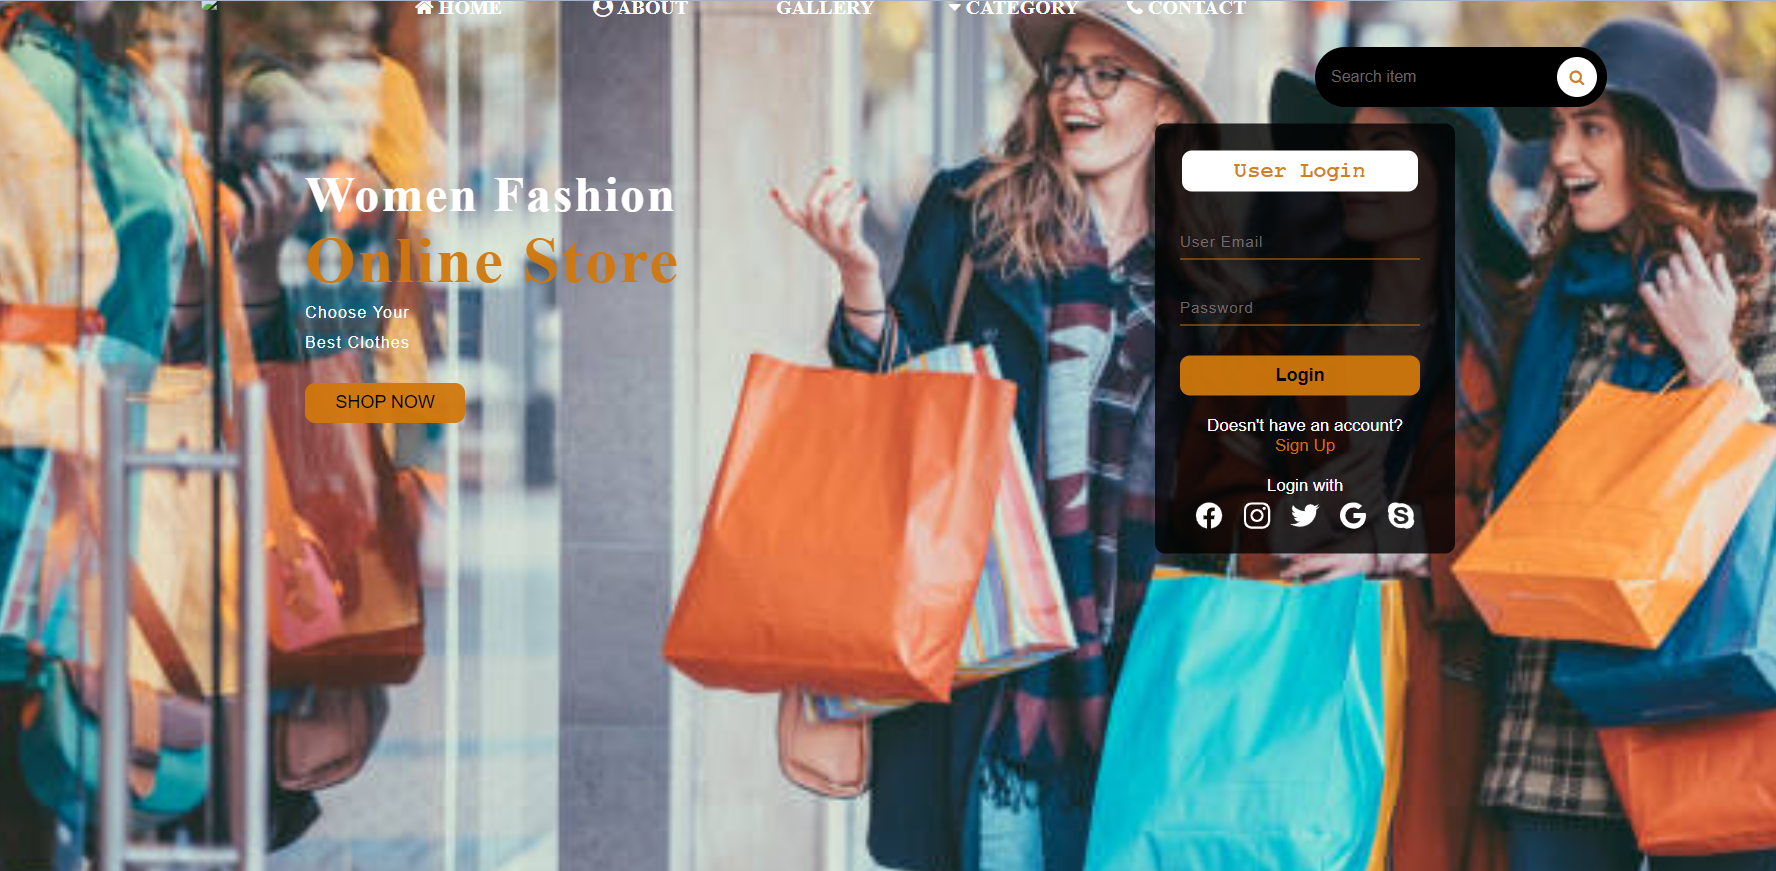 HOME ABOUT GALLERY CATEGORY CONTACT
Search item
Women Fashion
Online Store
Choose Your
Best Clothes
SHOP NOW
User Login
User Email
Password
Login
Doesn't have an account?
Sign Up
Login with